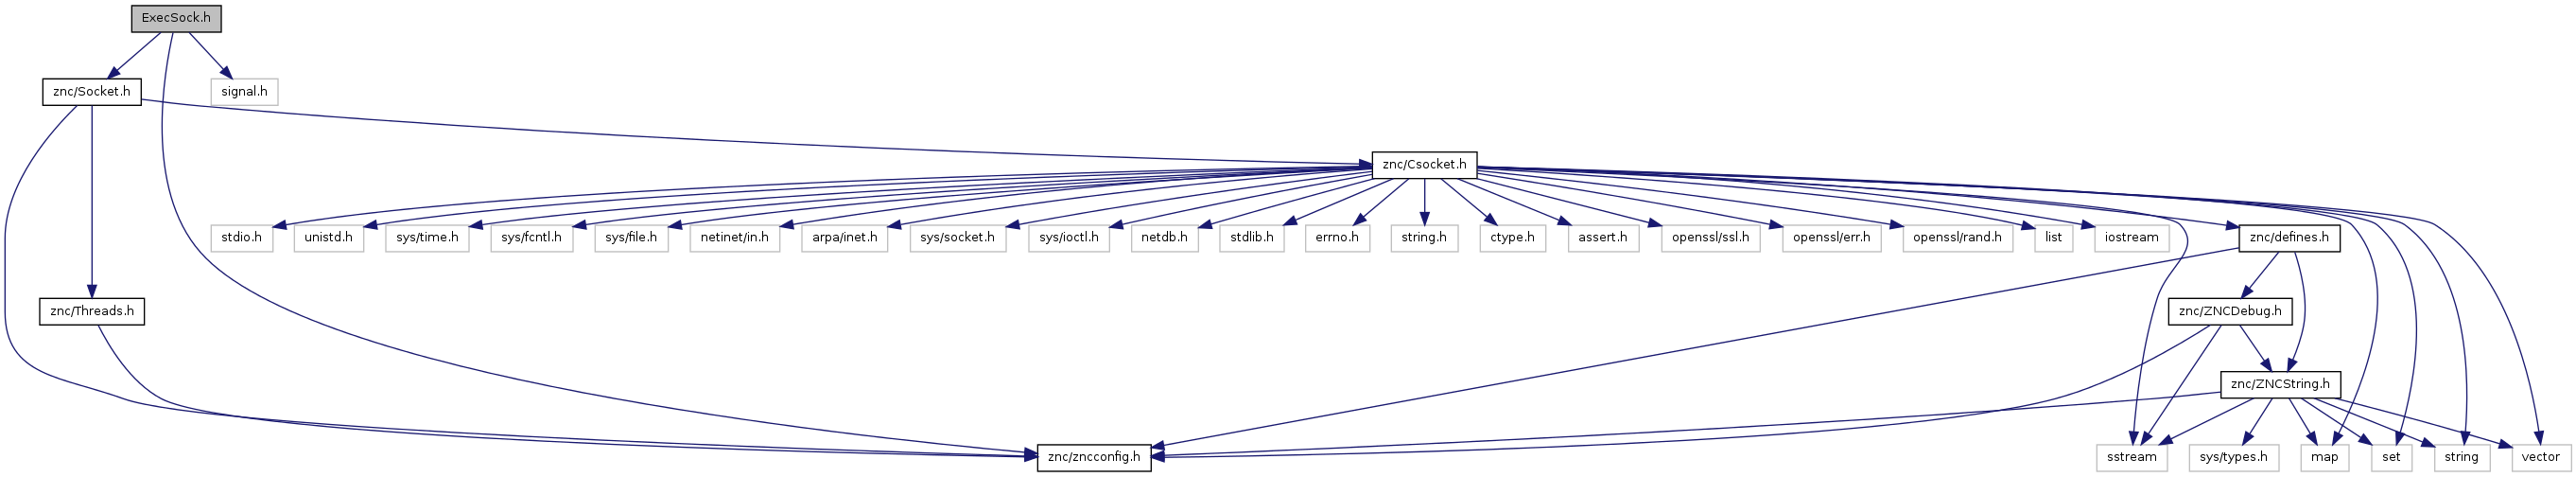 ExecSock.h
znc/Socket.h
signal.h
znc/Csocket.h
stdio.h
unistd.h
sys/time.h
sys/fcntl.h
sys/file.h
netinet/in.h
arpa/inet.h
sys/socket.h
sys/ioctl.h
netdb.h
stdlib.h
errno.h
string.h
ctype.h
assert.h
openssl/ssl.h
openssl/err.h
openssl/rand.h
list
iostream
znc/defines.h
znc/Threads.h
znc/ZNCDebug.h
znc/ZNCString.h
znc/zncconfig.h
sstream
sys/types.h
map
set
string
vector